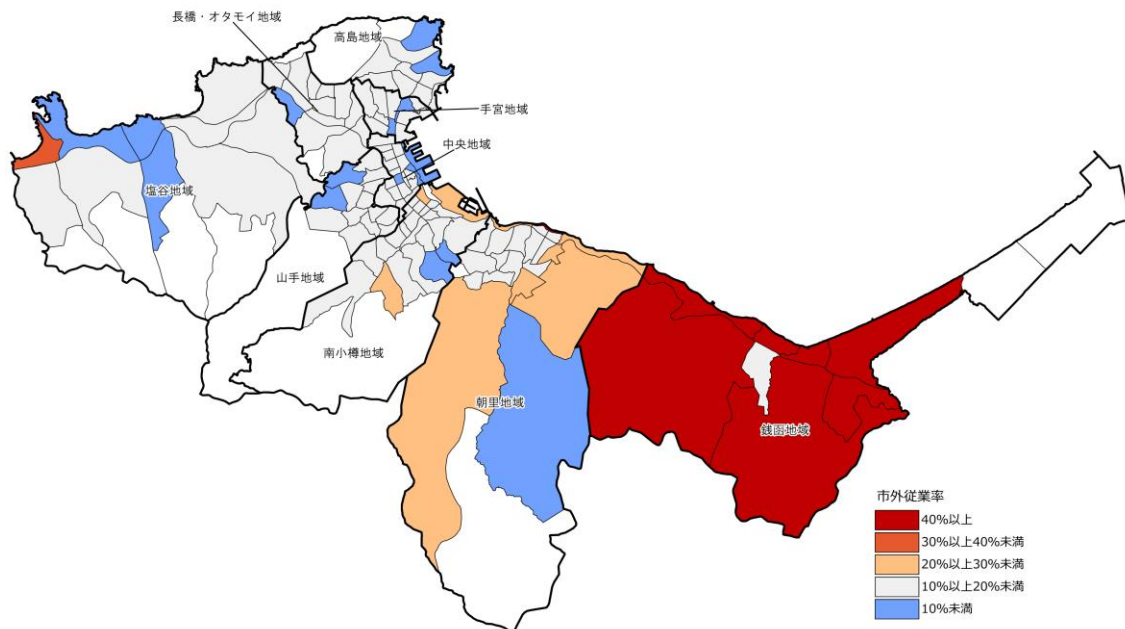 長橋・オタモイ地域
高島地域
手宮地域
中央地域
塩谷地域
山手地域
南小樽地域
朝里地域
銭函地域
市外従業率
40%以上
30%以上40%未満
20%以上30%未満
10%以上20%未満
10%未満